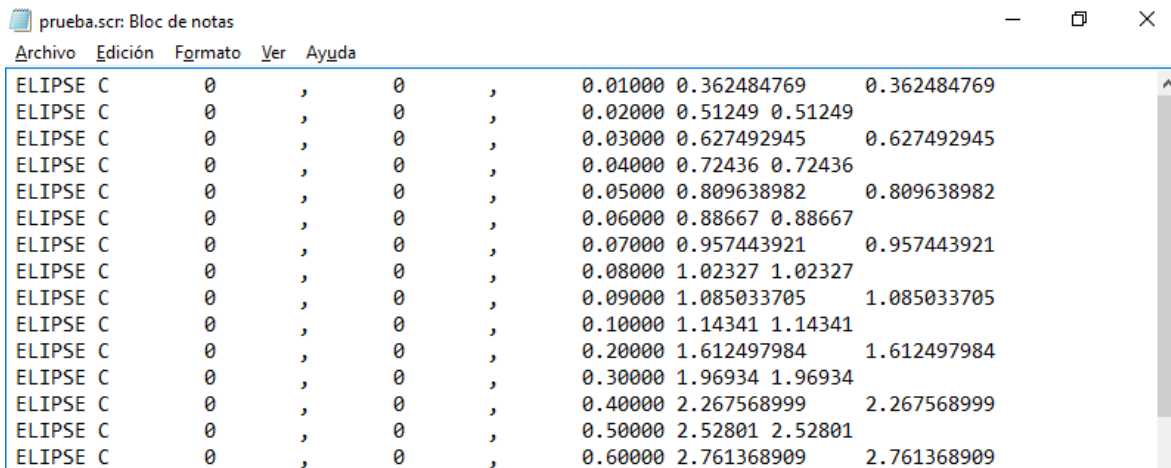 prueba.scr: Bloc de notas
Archivo Edición Formato Ver Ayuda
ELIPSE C 0 , 0 , 0.01000 0.362484769 0.362484769
ELIPSE C 0 , 0 , 0.02000 0.51249 0.51249
ELIPSE C 0 , 0 , 0.03000 0.627492945 0.627492945
ELIPSE C 0 , 0 , 0.04000 0.72436 0.72436
ELIPSE C 0 , 0 , 0.05000 0.809638982 0.809638982
ELIPSE C 0 , 0 , 0.06000 0.88667 0.88667
ELIPSE C 0 , 0 , 0.07000 0.957443921 0.957443921
ELIPSE C 0 , 0 , 0.08000 1.02327 1.02327
ELIPSE C 0 , 0 , 0.09000 1.085033705 1.085033705
ELIPSE C 0 , 0 , 0.10000 1.14341 1.14341
ELIPSE C 0 , 0 , 0.20000 1.612497984 1.612497984
ELIPSE C 0 , 0 , 0.30000 1.96934 1.96934
ELIPSE C 0 , 0 , 0.40000 2.267568999 2.267568999
ELIPSE C 0 , 0 , 0.50000 2.52801 2.52801
ELIPSE C 0 , 0 , 0.60000 2.761368909 2.761368909